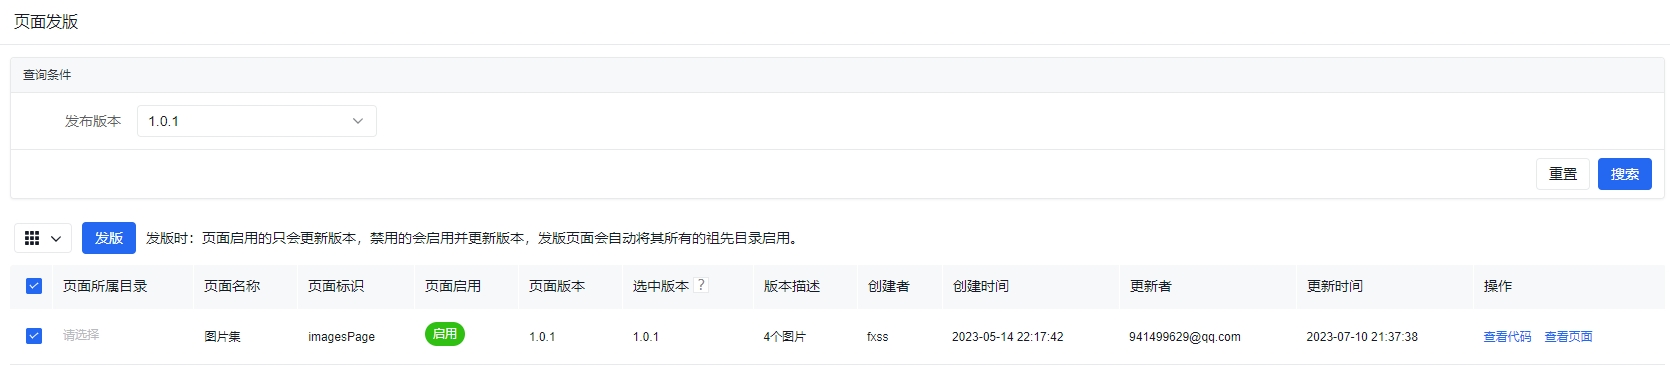 页面发版
查询条件
发布版本 1.0.1
重置 搜索
发版 发版时：页面启用的只会更新版本，禁用的会启用并更新版本，发版页面会自动将其所有的祖先目录启用。
页面所属目录 页面名称 页面标识 页面启用 页面版本 选中版本 ? 版本描述 创建者 创建时间 更新者 更新时间 操作
请选择 图片集 imagesPage 启用 1.0.1 1.0.1 4个图片 fxss 2023-05-14 22:17:42 941499629@qq.com 2023-07-10 21:37:38 查看代码 查看页面